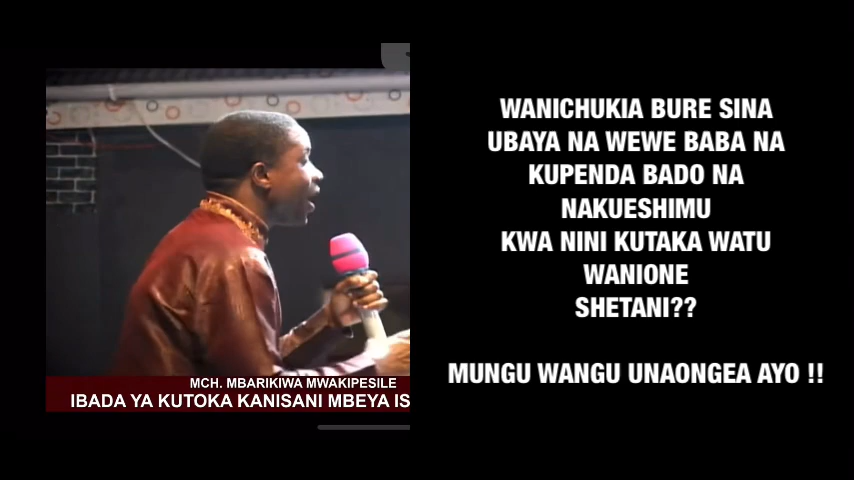 MCH. MBARIKIWA MWAKIPESILE
IBADA YA KUTOKA KANISANI MBEYA IS
WANICHUKIA BURE SINA
UBAYA NA WEWE BABA NA
KUPENDA BADO NA
NAKUESHIMU
KWA NINI KUTAKA WATU
WANIONE
SHETANI??
MUNGU WANGU UNAONGEA AYO !!